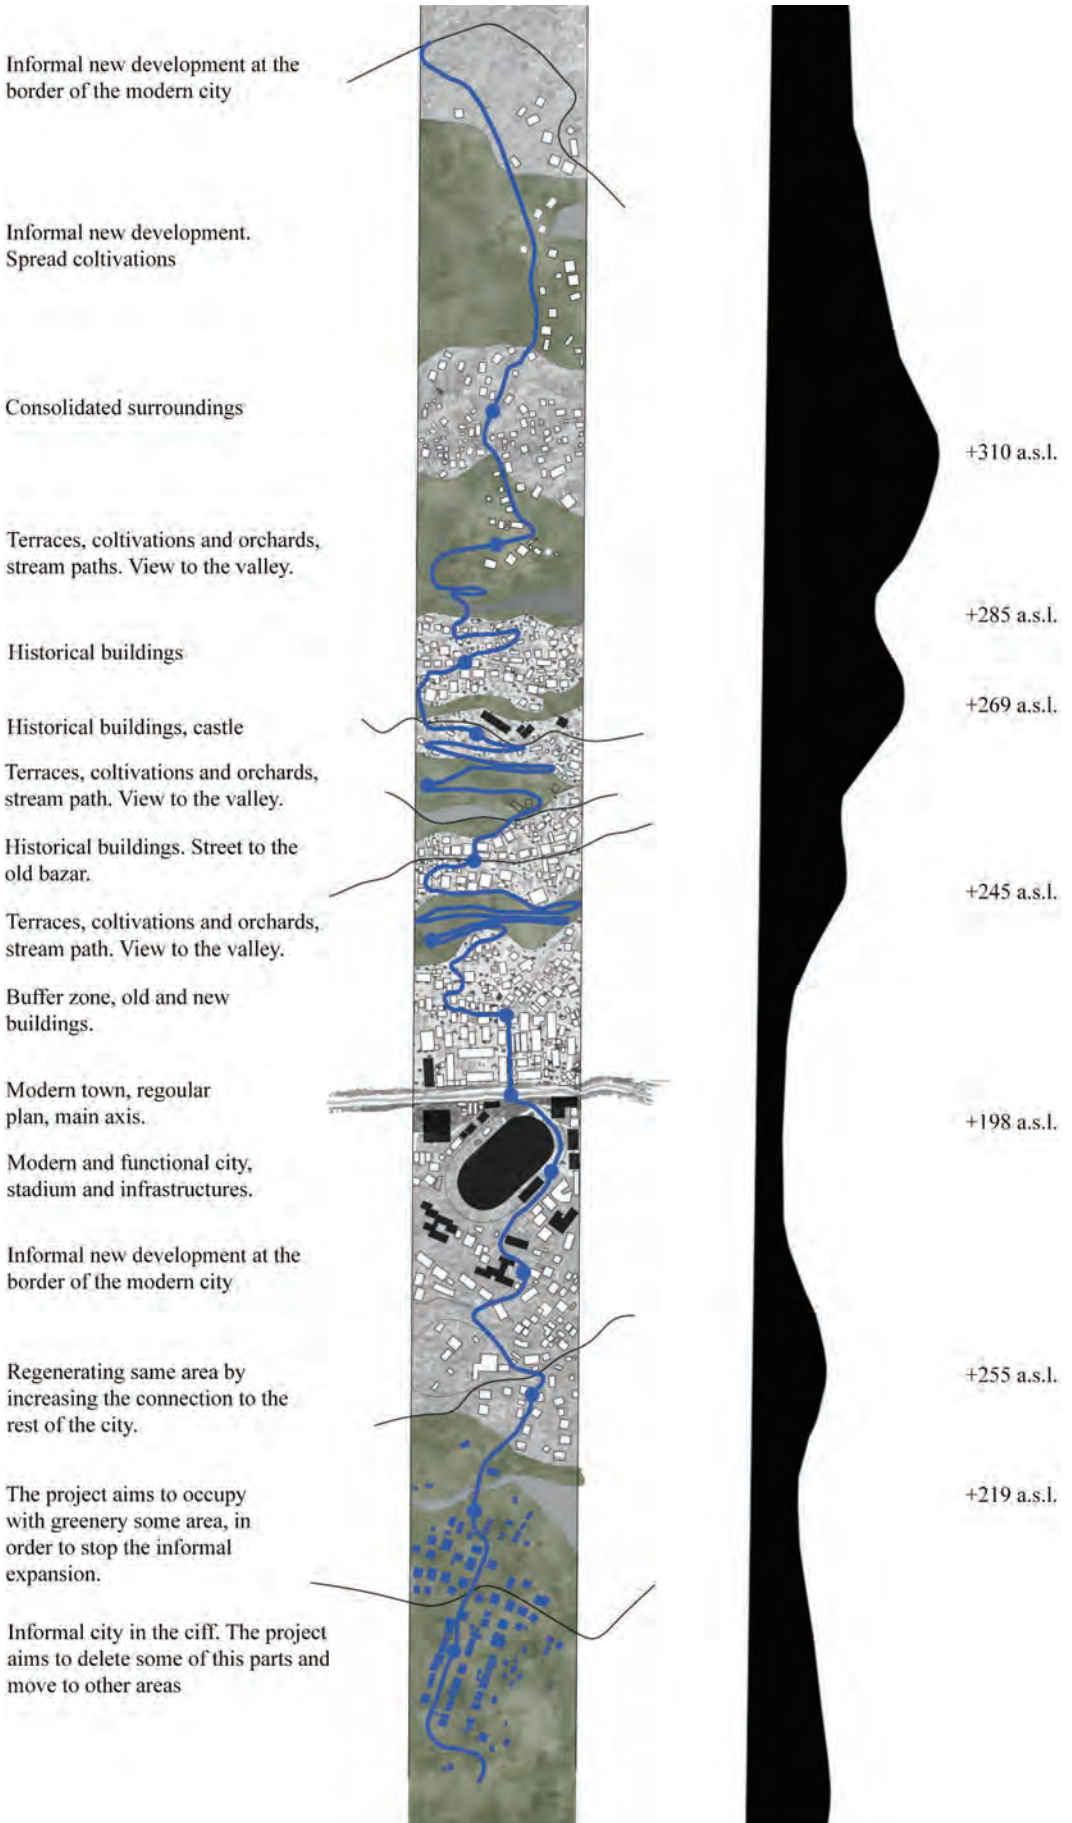 Informal new development at the
border of the modern city
Informal new development.
Spread coltivations
Consolidated surroundings
+310 a.s.l.
Terraces, coltivations and orchards,
stream paths. View to the valley.
+285 a.s.l.
Historical buildings
+269 a.s.l.
Historical buildings, castle
Terraces, coltivations and orchards,
stream path. View to the valley.
Historical buildings. Street to the
old bazar.
+245 a.s.l.
Terraces, coltivations and orchards,
stream path. View to the valley.
Buffer zone, old and new
buildings.
Modern town, regoular
plan, main axis.
+198 a.s.l.
Modern and functional city,
stadium and infrastructures.
Informal new development at the
border of the modern city
Regenerating same area by
increasing the connection to the
rest of the city.
+255 a.s.l.
The project aims to occupy
with greenery some area, in
order to stop the informal
expansion.
+219 a.s.l.
Informal city in the ciff. The project
aims to delete some of this parts and
move to other areas